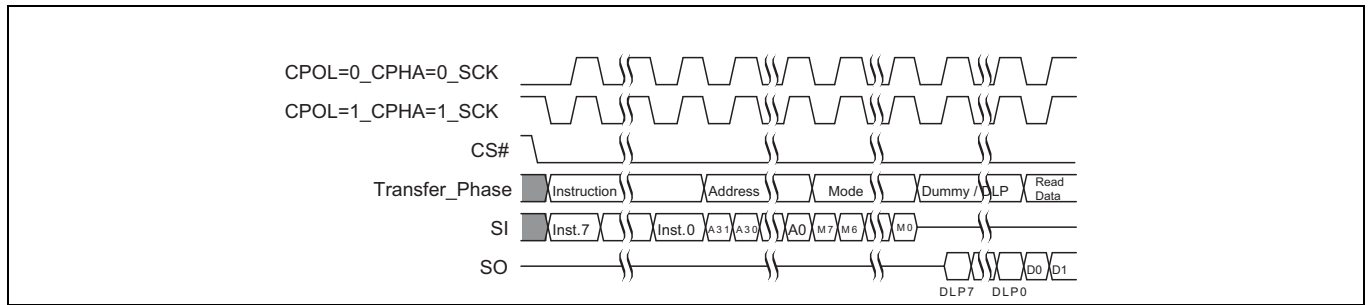 CPOL=0_CPHA=0_SCK
CPOL=1_CPHA=1_SCK
CS#
Transfer_Phase Instruction Address Mode Dummy / DLP Read Data
SI Inst.7 Inst.0 A31 A30 A0 M7 M6 M0
SO D0 D1
DLP7 DLP0